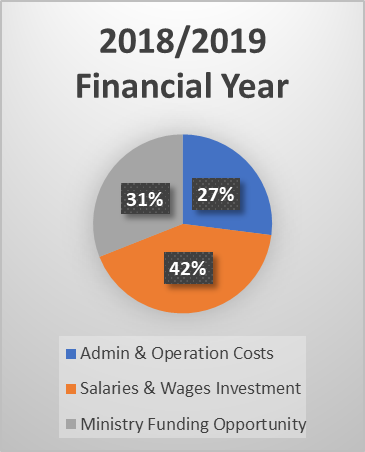 2018/2019
Financial Year
31%
27%
42%
Admin & Operation Costs
Salaries & Wages Investment
Ministry Funding Opportunity